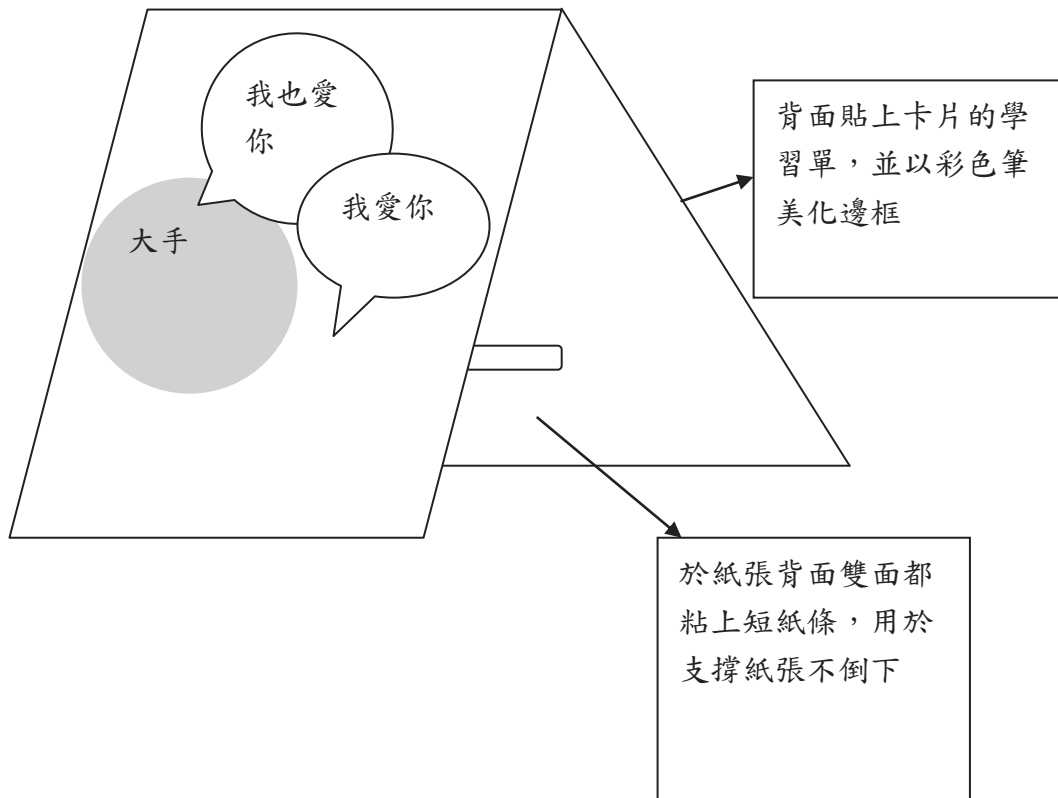 我也愛
你
我愛你
大手
背面貼上卡片的學
習單，並以彩色筆
美化邊框
於紙張背面雙面都
粘上短紙條，用於
支撐紙張不倒下